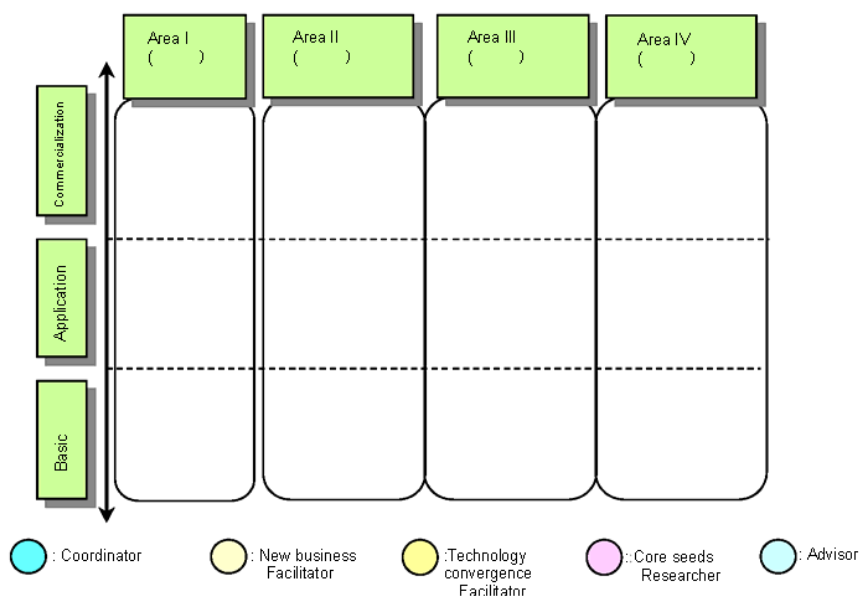 Area I
(        )
Area II
(        )
Area III
(        )
Area IV
(        )
Commercialization
Application
Basic
: Coordinator
: New business
Facilitator
:Technology
convergence
Facilitator
::Core seeds
Researcher
: Advisor